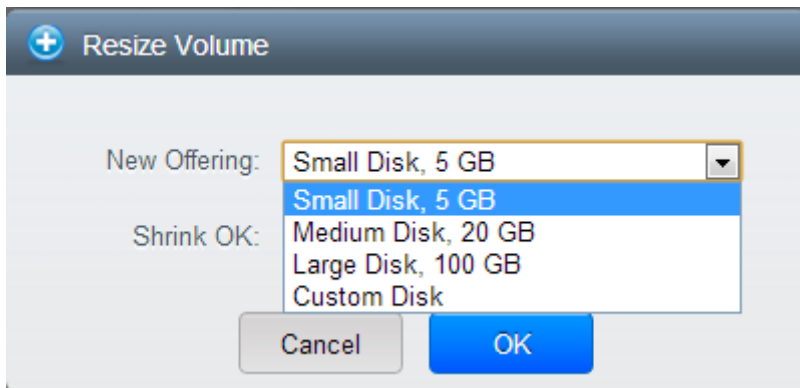 Resize Volume
New Offering: Small Disk, 5 GB
Small Disk, 5 GB
Shrink OK: Medium Disk, 20 GB
Large Disk, 100 GB
Custom Disk
Cancel OK